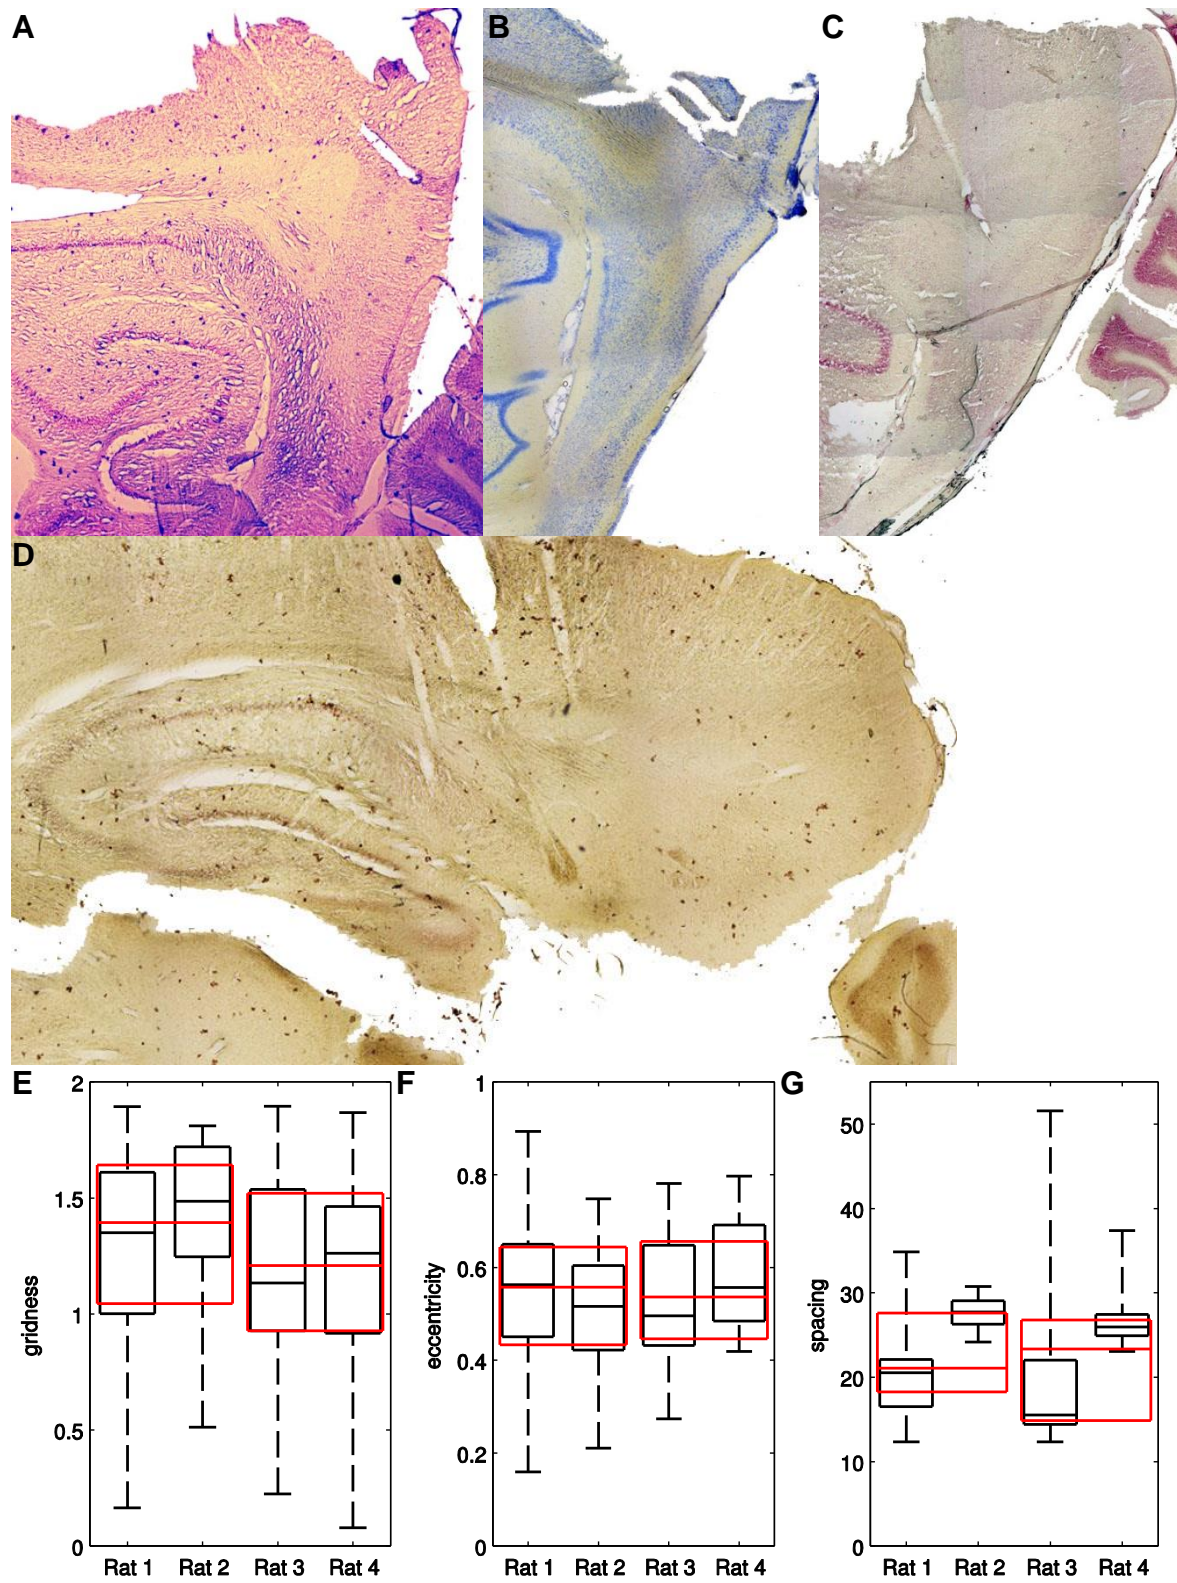 A B C
D
E F G
2 1 50
1.5 0.8 40
1 0.6 30
0.5 0.4 20
0 0.2 10
0 0
gridness eccentricity spacing
Rat 1 Rat 2 Rat 3 Rat 4 Rat 1 Rat 2 Rat 3 Rat 4 Rat 1 Rat 2 Rat 3 Rat 4